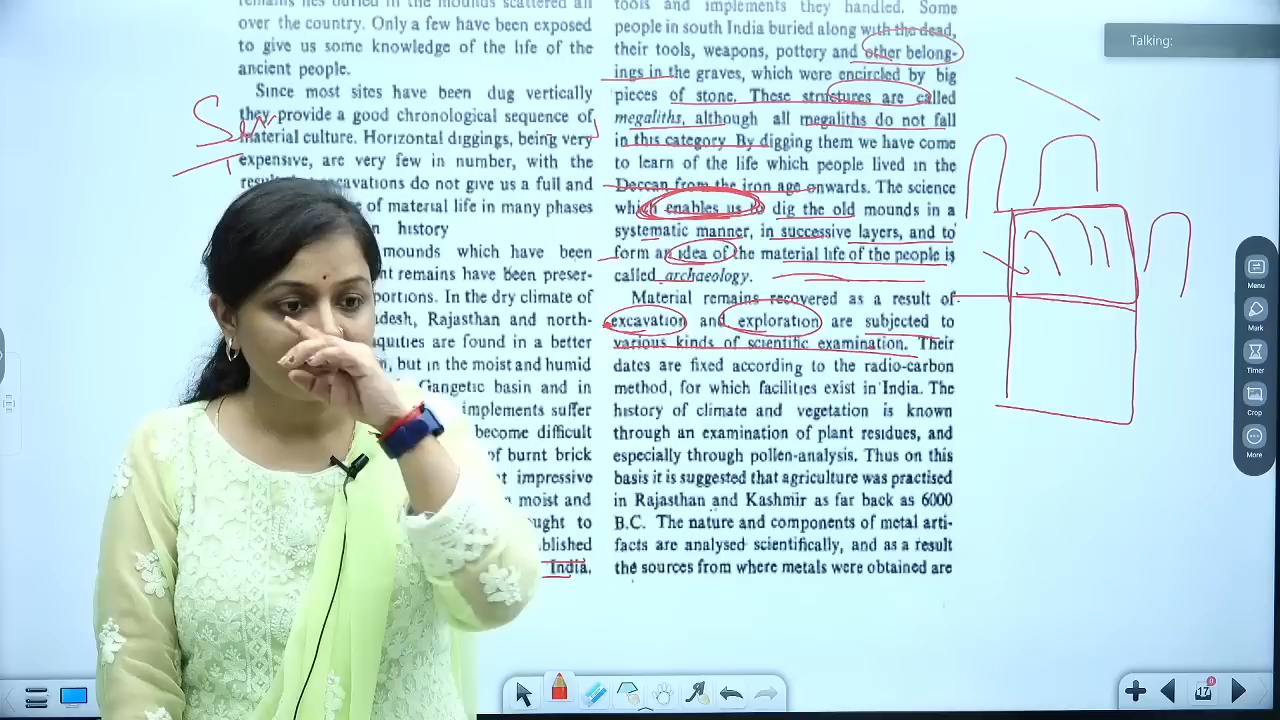 over the country. Only a few have been exposed
to give us some knowledge of the life of the
ancient people.
Since most sites have been dug vertically
they provide a good chronological sequence of
material culture. Horizontal diggings, being very
expensive, are very few in number, with the
excavations do not give us a full and
of material life in many phases
history
mounds which have been
remains have been preser-
In the dry climate of
Rajasthan and north-
are found in a better
but in the moist and humid
Gangetic basin and in
implements suffer
become difficult
of burnt brick
impressive
moist and
to
India.
tools and implements they handled. Some
people in south India buried along with the dead,
their tools, weapons, pottery and other belong-
ings in the graves, which were encircled by big
pieces of stone. These structures are called
megaliths, although all megaliths do not fall
in this category By digging them we have come
to learn of the life which people lived in the
Deccan from the iron age onwards. The science
which enables us to dig the old mounds in a
systematic manner, in successive layers, and to
form an idea of the material life of the people is
called archaeology.
Material remains recovered as a result of
excavation and exploration are subjected to
various kinds of scientific examination. Their
dates are fixed according to the radio-carbon
method, for which facilities exist in India. The
history of climate and vegetation is known
through an examination of plant residues, and
especially through pollen-analysis. Thus on this
basis it is suggested that agriculture was practised
in Rajasthan and Kashmir as far back as 6000
B.C. The nature and components of metal arti-
facts are analysed scientifically, and as a result
the sources from where metals were obtained are
Talking:
Menu
Mark
Timer
Crop
More
17